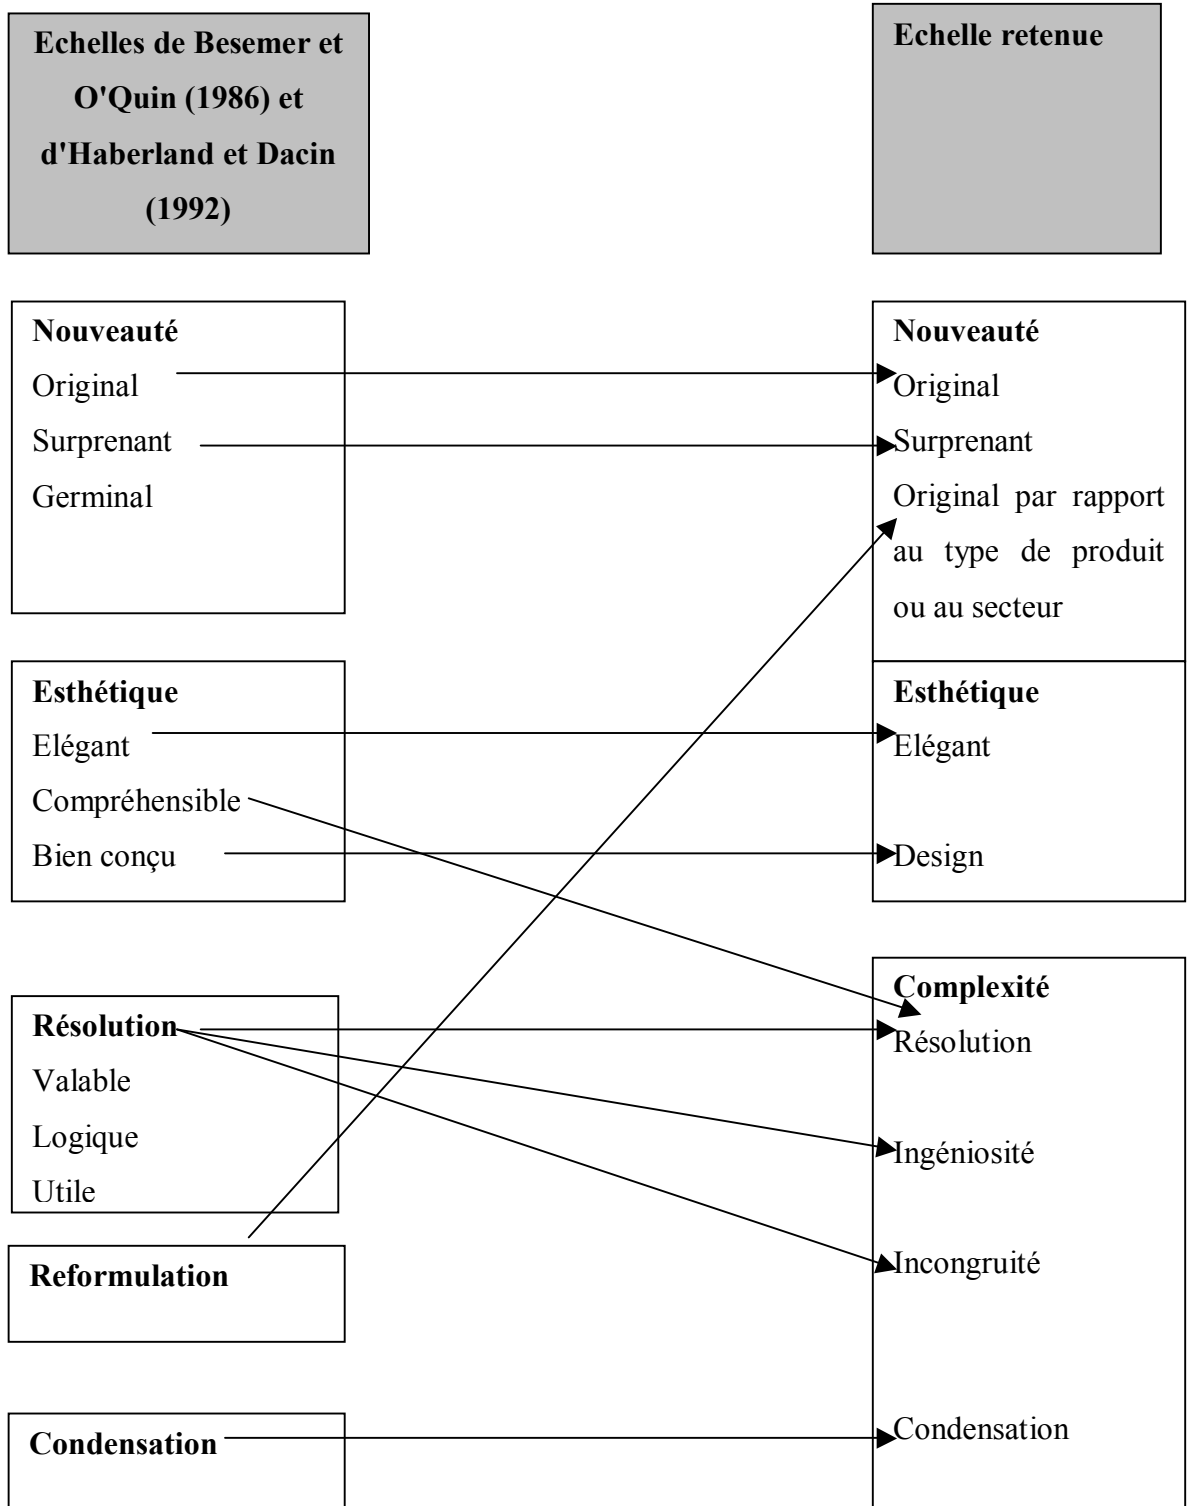 Echelles de Besemer et
O'Quin (1986) et
d'Haberland et Dacin
(1992)
Echelle retenue
Nouveauté
Original
Surprenant
Germinal
Nouveauté
Original
Surprenant
Original par rapport
au type de produit
ou au secteur
Esthétique
Elégant
Compréhensible
Bien conçu
Esthétique
Elégant
Design
Résolution
Valable
Logique
Utile
Complexité
Résolution
Ingéniosité
Incongruité
Condensation
Reformulation
Condensation